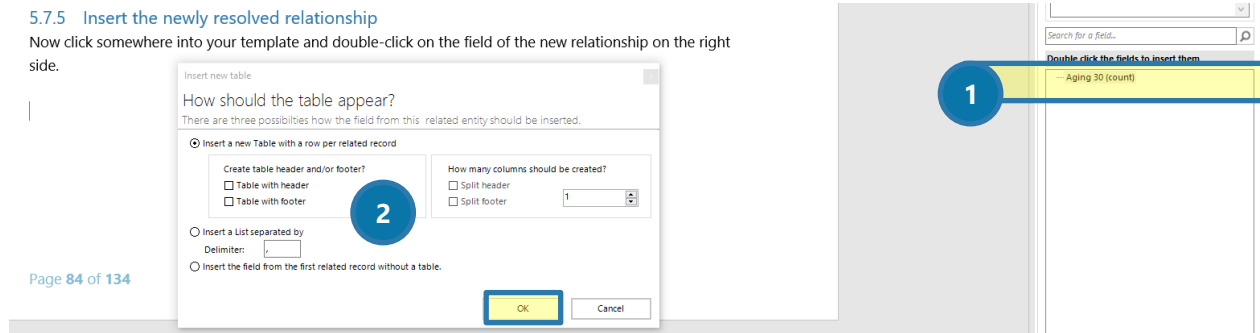 5.7.5 Insert the newly resolved relationship
Now click somewhere into your template and double-click on the field of the new relationship on the right
side.
Insert new table
How should the table appear?
There are three possibilties how the field from this related entity should be inserted.
Insert a new Table with a row per related record
Create table header and/or footer?
Table with header
Table with footer
How many columns should be created?
Split header
Split footer
1
2
Insert a List separated by
Delimiter: ,
Insert the field from the first related record without a table.
OK
Cancel
Page 84 of 134
Search for a field...
Double click the fields to insert them
Aging 30 (count)
1